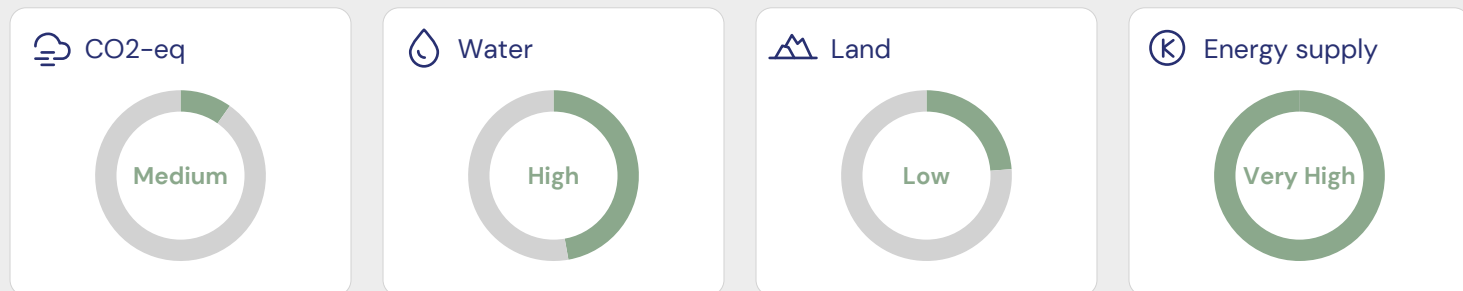 CO2-eq
Medium
Water
High
Land
Low
Energy supply
Very High